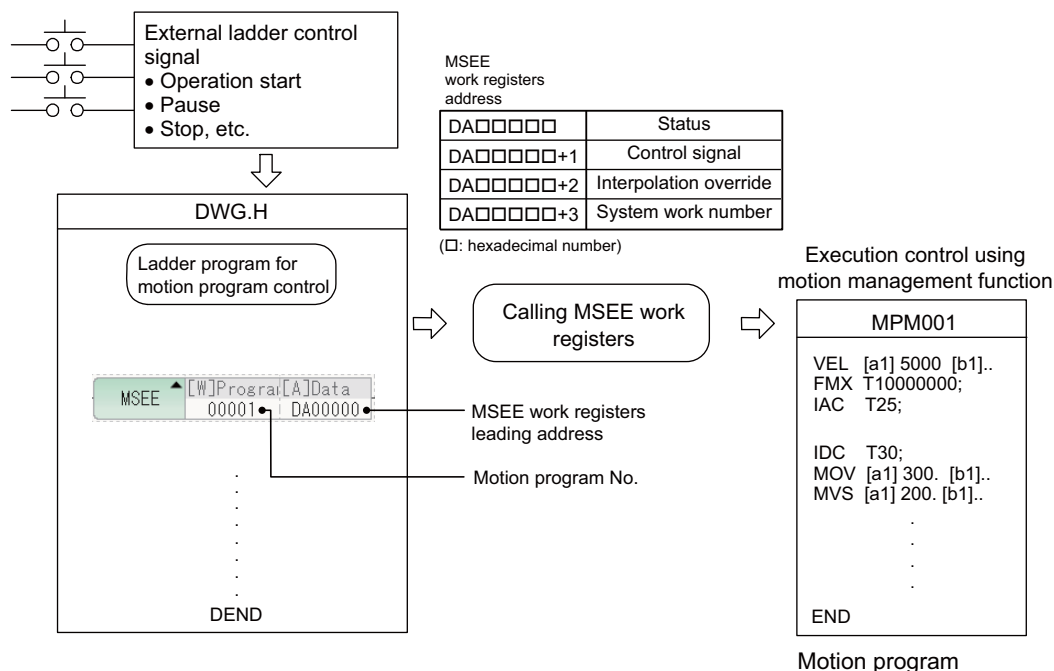 External ladder control
signal
• Operation start
• Pause
• Stop, etc.
MSEE
work registers
address
DA□□□□□ Status
DA□□□□□+1 Control signal
DA□□□□□+2 Interpolation override
DA□□□□□+3 System work number
(□: hexadecimal number)
DWG.H
Ladder program for
motion program control
MSEE [W]Program [A]Data
00001 DA00000
DEND
Calling MSEE work
registers
MSEE work registers
leading address
Motion program No.
Execution control using
motion management function
MPM001
VEL [a1] 5000 [b1]..
FMX T10000000;
IAC T25;
IDC T30;
MOV [a1] 300. [b1]..
MVS [a1] 200. [b1]..
END
Motion program